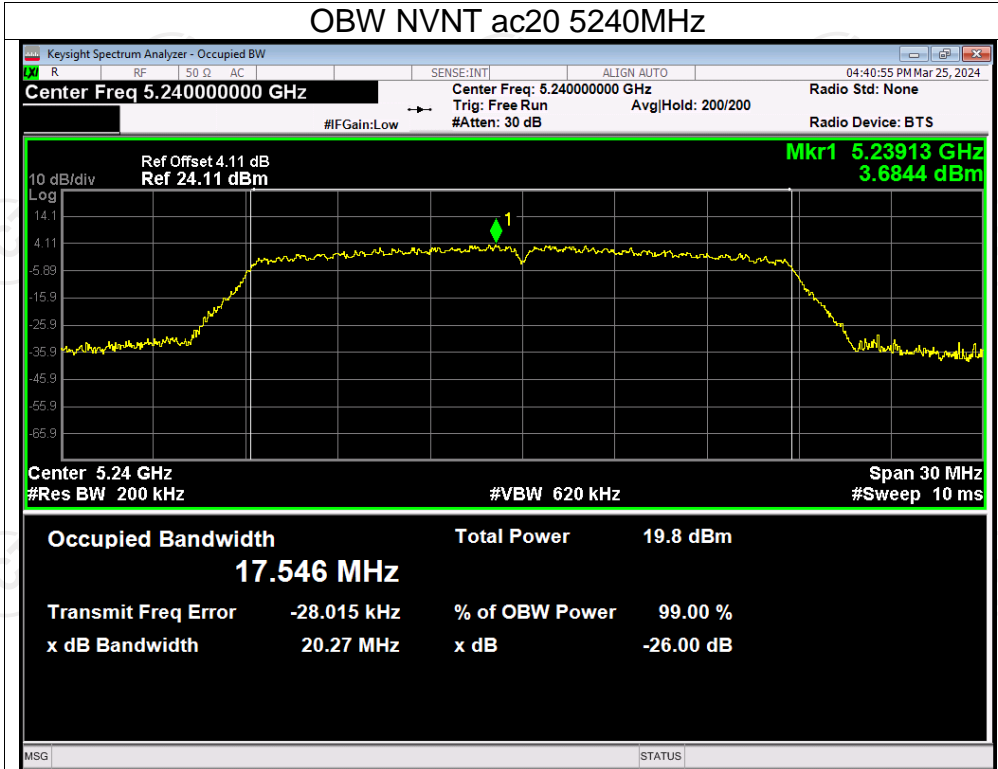 OBW NVNT ac20 5240MHz
Keysight Spectrum Analyzer - Occupied BW
LXI R RF 50 Ω AC SENSE:INT ALIGN AUTO 04:40:55 PM Mar 25, 2024
Center Freq 5.240000000 GHz Center Freq: 5.240000000 GHz Radio Std: None
Trig: Free Run Avg|Hold: 200/200
#IFGain:Low #Atten: 30 dB Radio Device: BTS
Mkr1 5.23913 GHz
Ref Offset 4.11 dB
10 dB/div Ref 24.11 dBm 3.6844 dBm
Log
14.1
1
4.11
-5.89
-15.9
-25.9
-35.9
-45.9
-55.9
-65.9
Center 5.24 GHz Span 30 MHz
#Res BW 200 kHz #VBW 620 kHz #Sweep 10 ms
Occupied Bandwidth Total Power 19.8 dBm
17.546 MHz
Transmit Freq Error -28.015 kHz % of OBW Power 99.00 %
x dB Bandwidth 20.27 MHz x dB -26.00 dB
MSG STATUS